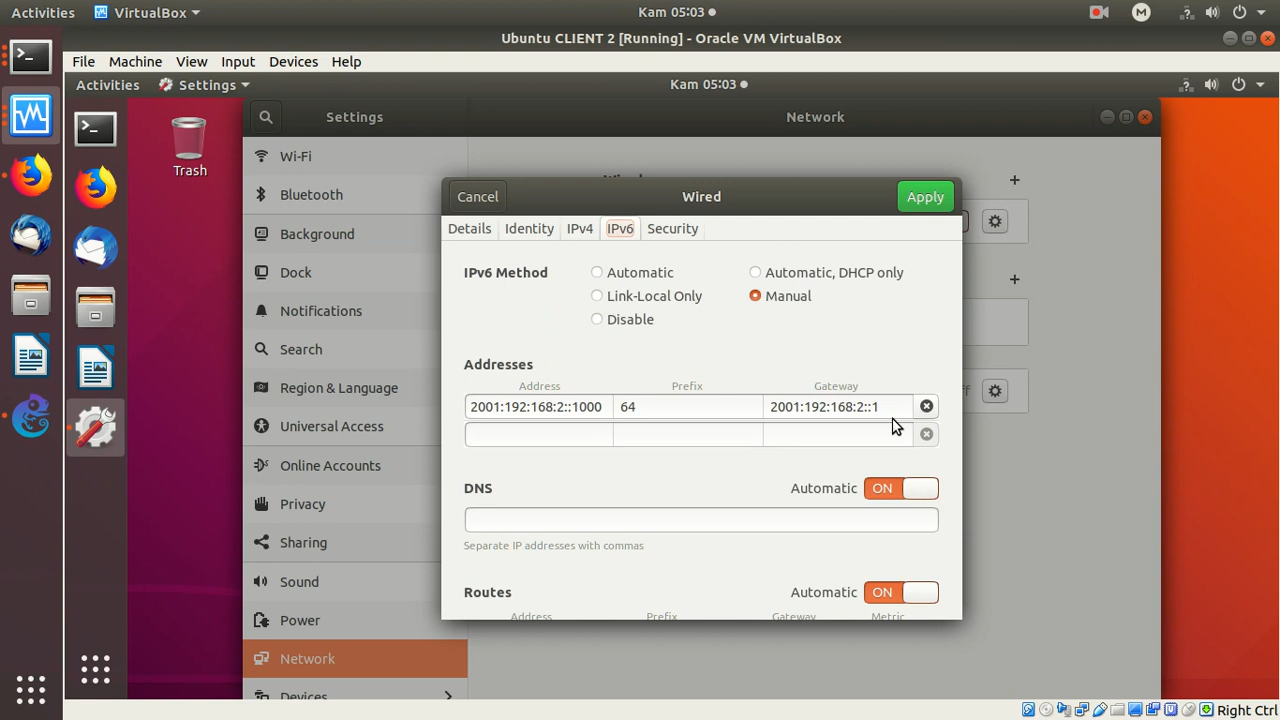 Activities VirtualBox Kam 05:03 M
Ubuntu CLIENT 2 [Running] - Oracle VM VirtualBox
File Machine View Input Devices Help
Activities Settings Kam 05:03
Settings Network
Trash
Wi-Fi
Bluetooth
Background
Dock
Notifications
Search
Region & Language
Universal Access
Online Accounts
Privacy
Sharing
Sound
Power
Network
Devices
Cancel Wired Apply
Details Identity IPv4 IPv6 Security
IPv6 Method Automatic Automatic, DHCP only
Link-Local Only Manual
Disable
Addresses
Address Prefix Gateway
2001:192:168:2::1000 64 2001:192:168:2::1
DNS Automatic ON
Separate IP addresses with commas
Routes Automatic ON
Address Prefix Gateway Metric
Right Ctrl